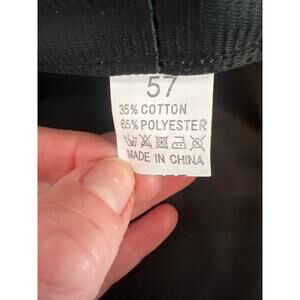 57
35% COTTON
65% POLYESTER
MADE IN CHINA